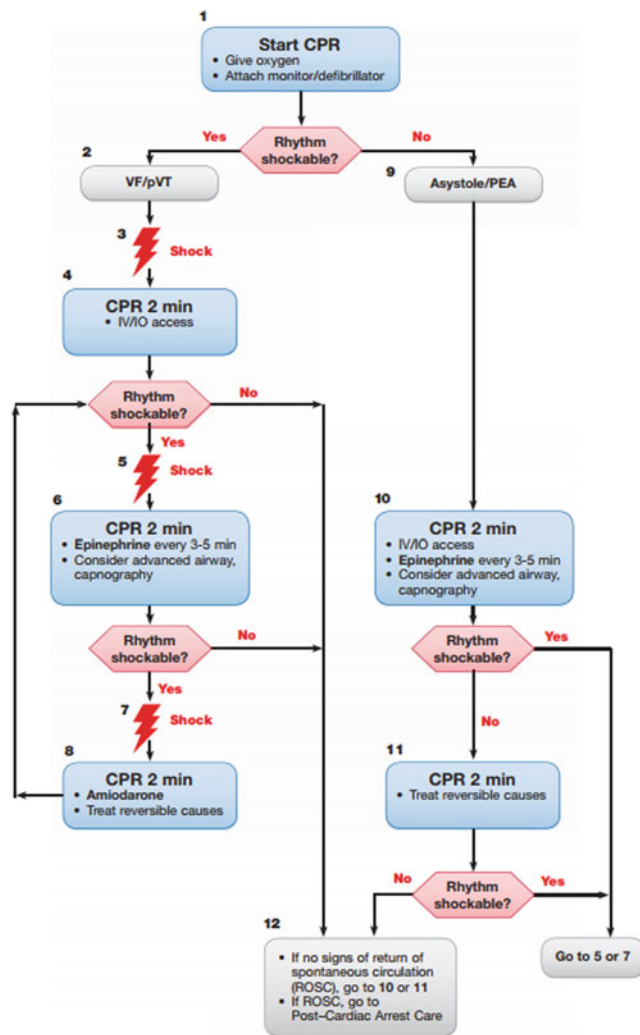 1
Start CPR
• Give oxygen
• Attach monitor/defibrillator
Rhythm
shockable?
Yes
No
2
VF/pVT
9
Asystole/PEA
3
Shock
4
CPR 2 min
• IV/IO access
Rhythm
shockable?
No
Yes
5
Shock
6
CPR 2 min
• Epinephrine every 3-5 min
• Consider advanced airway,
capnography
Rhythm
shockable?
No
Yes
7
Shock
8
CPR 2 min
• Amiodarone
• Treat reversible causes
10
CPR 2 min
• IV/IO access
• Epinephrine every 3-5 min
• Consider advanced airway,
capnography
Rhythm
shockable?
Yes
No
11
CPR 2 min
• Treat reversible causes
No
Rhythm
shockable?
Yes
12
• If no signs of return of
spontaneous circulation
(ROSC), go to 10 or 11
• If ROSC, go to
Post–Cardiac Arrest Care
Go to 5 or 7